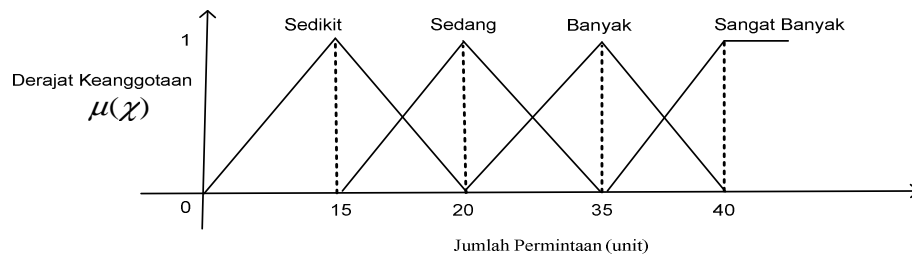 Sedikit Sedang Banyak Sangat Banyak
1
Derajat Keanggotaan
μ(χ)
0 15 20 35 40
Jumlah Permintaan (unit)